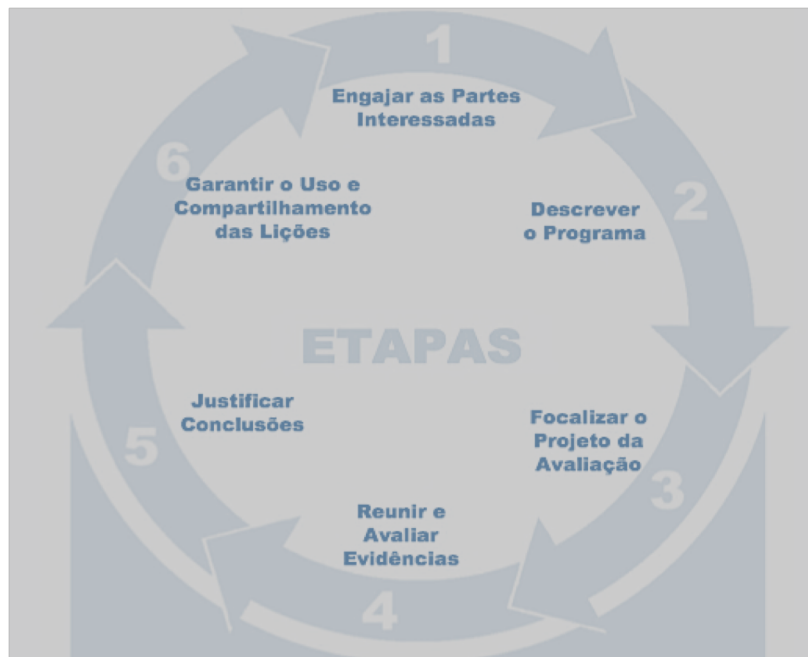 1
Engajar as Partes
Interessadas
2
Descrever
o Programa
3
Focalizar o
Projeto da
Avaliação
4
Reunir e
Avaliar
Evidências
5
Justificar
Conclusões
6
Garantir o Uso e
Compartilhamento
das Lições
ETAPAS